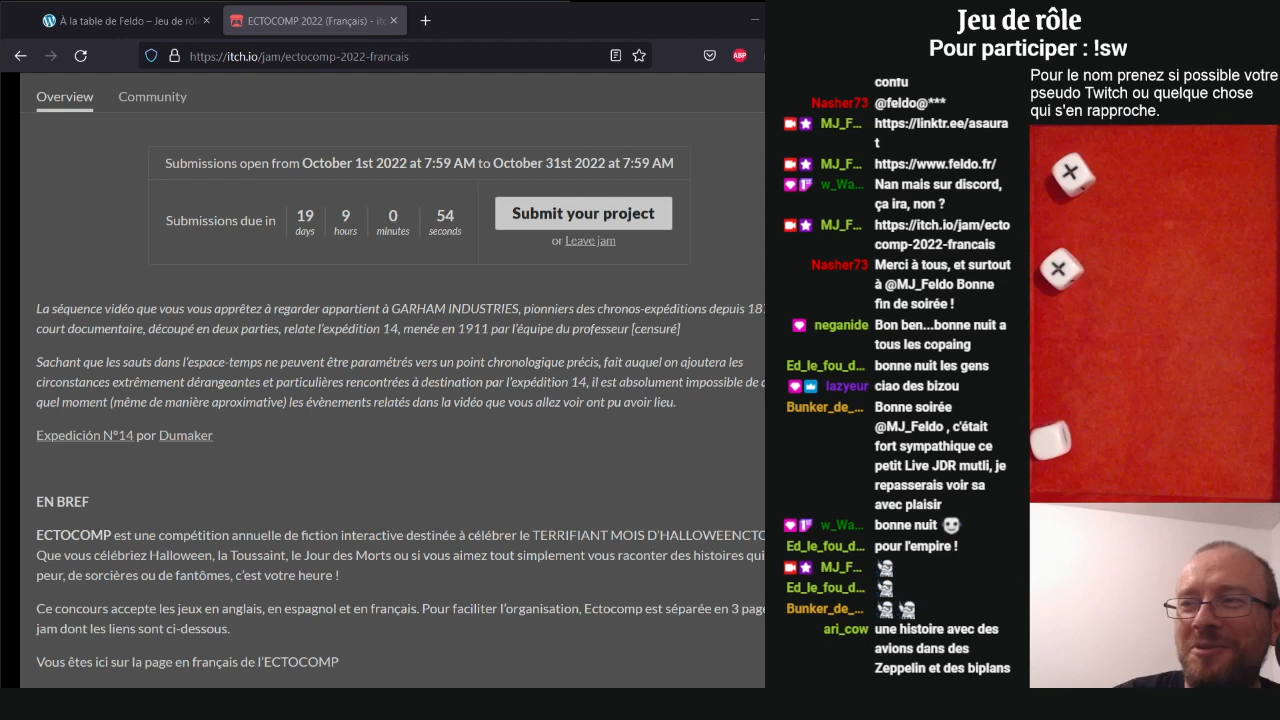 À la table de Feldo – Jeu de rôl
ECTOCOMP 2022 (Français) - itc
https://itch.io/jam/ectocomp-2022-francais
ABP
Overview
Community
Submissions open from October 1st 2022 at 7:59 AM to October 31st 2022 at 7:59 AM
Submissions due in
19 9 0 54
days hours minutes seconds
Submit your project
or Leave jam
La séquence vidéo que vous vous apprêtez à regarder appartient à GARHAM INDUSTRIES, pionniers des chronos-expéditions depuis 187
court documentaire, découpé en deux parties, relate l'expédition 14, menée en 1911 par l'équipe du professeur [censuré]
Sachant que les sauts dans l'espace-temps ne peuvent être paramétrés vers un point chronologique précis, fait auquel on ajoutera les
circonstances extrêmement dérangeantes et particulières rencontrées à destination par l'expédition 14, il est absolument impossible de d
quel moment (même de manière aproximative) les évènements relatés dans la vidéo que vous allez voir ont pu avoir lieu.
Expedición Nº14 por Dumaker
EN BREF
ECTOCOMP est une compétition annuelle de fiction interactive destinée à célébrer le TERRIFIANT MOIS D'HALLOWEENCTO
Que vous célébriez Halloween, la Toussaint, le Jour des Morts ou si vous aimez tout simplement vous raconter des histoires qui
peur, de sorcières ou de fantômes, c'est votre heure !
Ce concours accepte les jeux en anglais, en espagnol et en français. Pour faciliter l'organisation, Ectocomp est séparée en 3 page
jam dont les liens sont ci-dessous.
Vous êtes ici sur la page en français de l'ECTOCOMP
Jeu de rôle
Pour participer : !sw
confu
Nasher73 @feldo@***
MJ_F... https://linktr.ee/asaura
t
MJ_F... https://www.feldo.fr/
w_Wa... Nan mais sur discord,
ça ira, non ?
MJ_F... https://itch.io/jam/ecto
comp-2022-francais
Nasher73 Merci à tous, et surtout
à @MJ_Feldo Bonne
fin de soirée !
neganide Bon ben...bonne nuit a
tous les copaing
Ed_le_fou_d... bonne nuit les gens
lazyeur ciao des bizou
Bunker_de_... Bonne soirée
@MJ_Feldo , c'était
fort sympathique ce
petit Live JDR mutli, je
repasserais voir sa
avec plaisir
w_Wa... bonne nuit
Ed_le_fou_d... pour l'empire !
MJ_F...
Ed_le_fou_d...
Bunker_de_...
ari_cow une histoire avec des
avions dans des
Zeppelin et des biplans
Pour le nom prenez si possible votre
pseudo Twitch ou quelque chose
qui s'en rapproche.